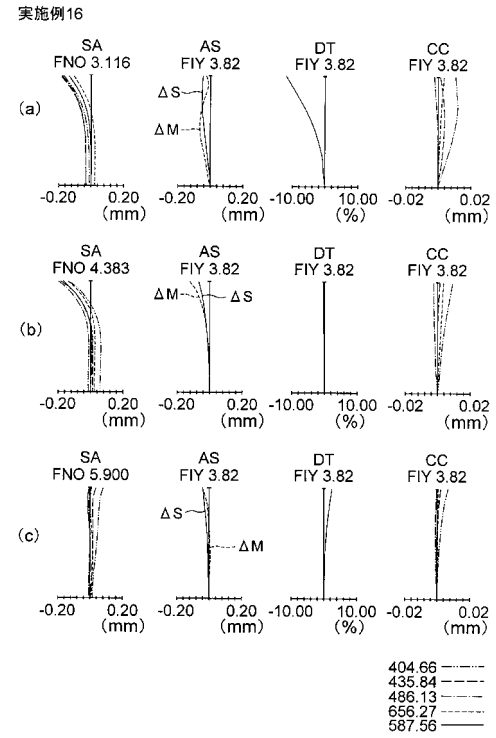 実施例16
SA AS DT CC
FNO 3.116 FIY 3.82 FIY 3.82 FIY 3.82
(a)
ΔS
ΔM
-0.20 0.20 -0.20 0.20 -10.00 10.00 -0.02 0.02
(mm) (mm) (%) (mm)
SA AS DT CC
FNO 4.383 FIY 3.82 FIY 3.82 FIY 3.82
(b)
ΔM ΔS
-0.20 0.20 -0.20 0.20 -10.00 10.00 -0.02 0.02
(mm) (mm) (%) (mm)
SA AS DT CC
FNO 5.900 FIY 3.82 FIY 3.82 FIY 3.82
(c)
ΔS
ΔM
-0.20 0.20 -0.20 0.20 -10.00 10.00 -0.02 0.02
(mm) (mm) (%) (mm)
404.66
435.84
486.13
656.27
587.56